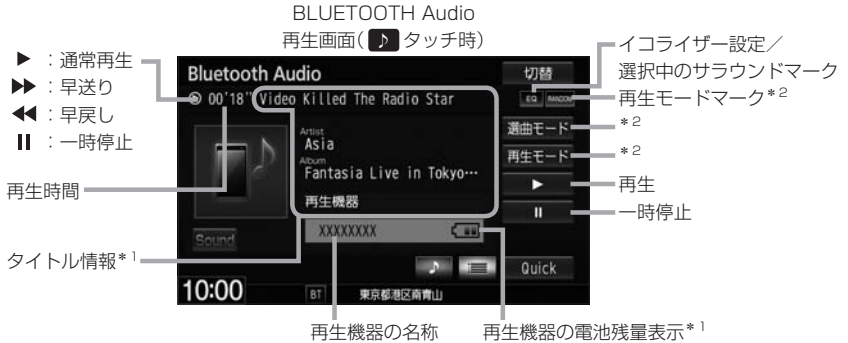 BLUETOOTH Audio
再生画面(♪タッチ時)
▶ ：通常再生
▶▶ ：早送り
◀◀ ：早戻し
II ：一時停止
再生時間
タイトル情報*1
Bluetooth Audio
切替
00'18" Video Killed The Radio Star
EQ RANDOM
Artist
Asia
Album
Fantasia Live in Tokyo…
再生機器
XXXXXXXX
選曲モード
再生モード
▶
II
Sound
♪
Quick
10:00
BT
東京都港区南青山
イコライザー設定／
選択中のサラウンドマーク
再生モードマーク*2
*2
*2
再生
一時停止
再生機器の名称
再生機器の電池残量表示*1